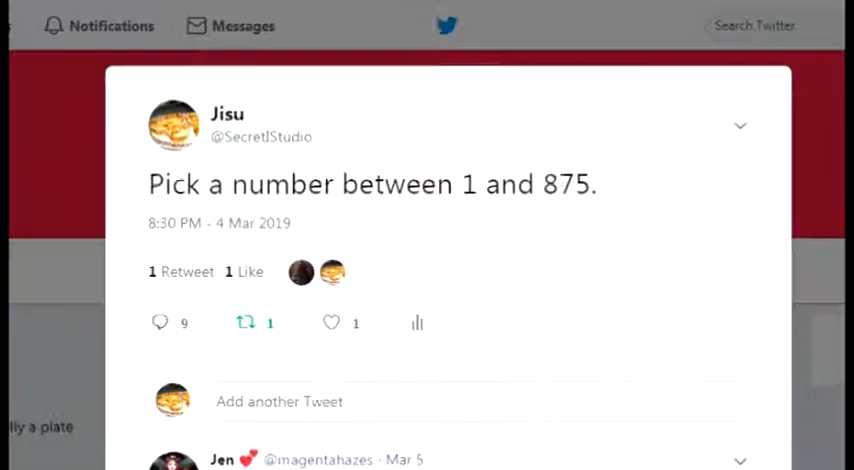 Notifications Messages Search Twitter
Jisu
@SecretIStudio
Pick a number between 1 and 875.
8:30 PM - 4 Mar 2019
1 Retweet 1 Like
9 1 1
Add another Tweet
lly a plate
Jen 💕 @magentahazes · Mar 5